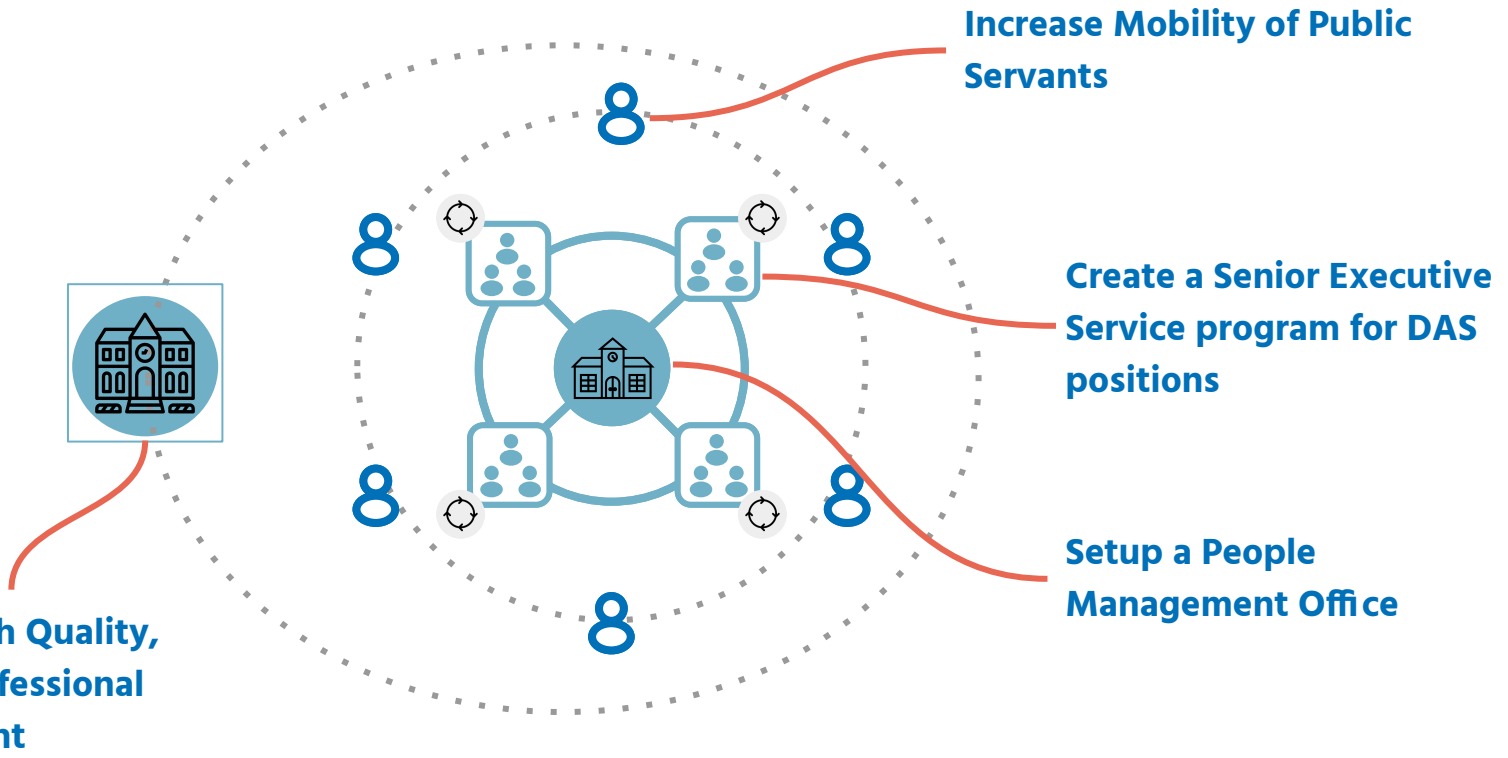 Increase Mobility of Public
Servants
Create a Senior Executive
Service program for DAS
positions
Setup a People
Management Office
h Quality,
fessional
nt